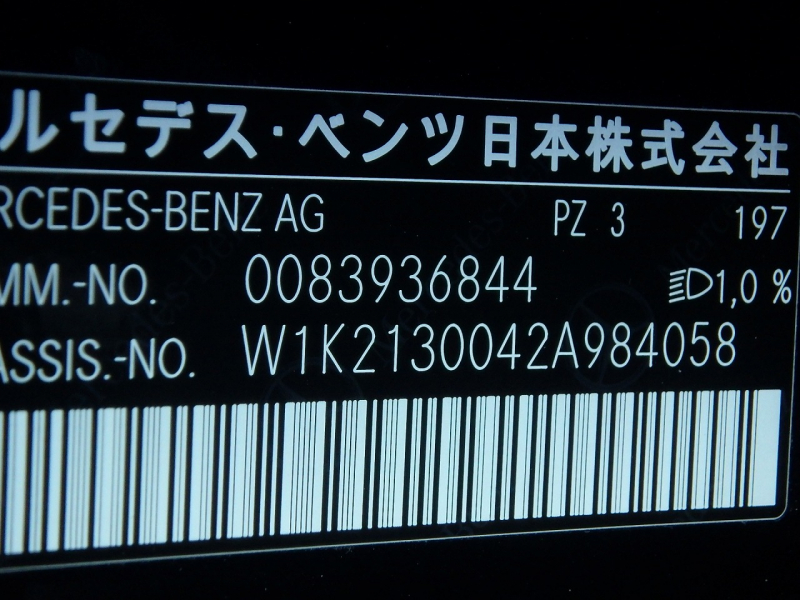 ルセデス・ベンツ日本株式会社
RCEDES-BENZ AG PZ 3 197
MM.-NO. 0083936844 1,0 %
ASSIS.-NO. W1K2130042A984058